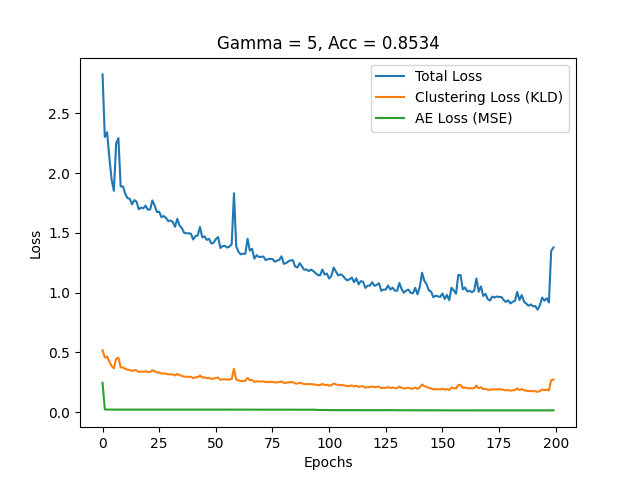 Gamma = 5, Acc = 0.8534
Total Loss
Clustering Loss (KLD)
AE Loss (MSE)
Loss
2.5
2.0
1.5
1.0
0.5
0.0
0 25 50 75 100 125 150 175 200
Epochs